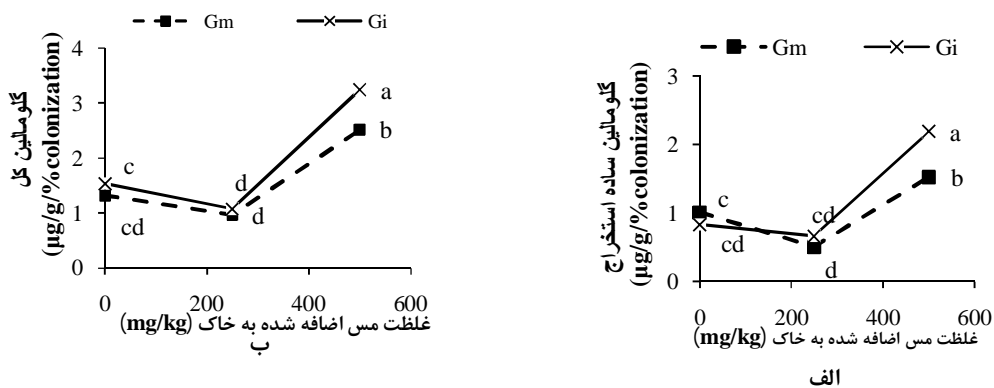 Gm Gi
گلومالین کل
(µg/g/%colonization)
4
3
2
1
0
a
b
c
cd
d
d
0 200 400 600
غلظت مس اضافه شده به خاک (mg/kg)
ب
Gm Gi
گلومالین ساده استخراج
(µg/g/%colonization)
3
2
1
0
a
b
c
cd
cd
d
0 200 400 600
غلظت مس اضافه شده به خاک (mg/kg)
الف